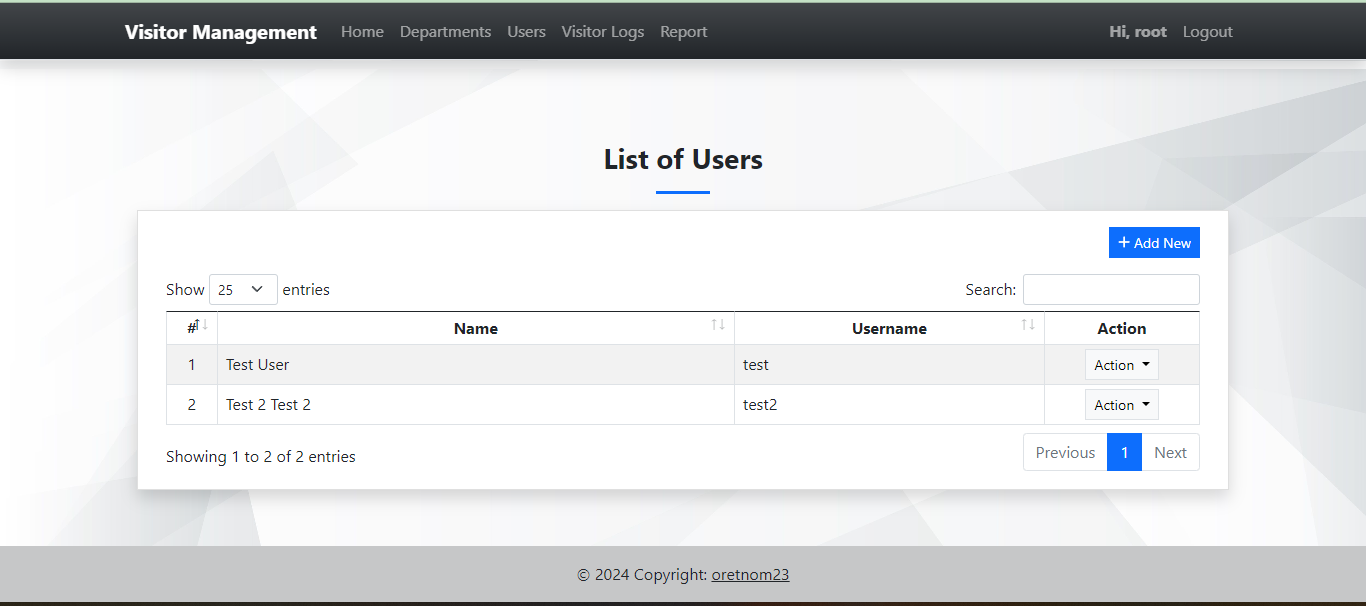 Visitor Management Home Departments Users Visitor Logs Report Hi, root Logout
List of Users
+ Add New
Show 25 entries Search:
# Name Username Action
1 Test User test Action
2 Test 2 Test 2 test2 Action
Showing 1 to 2 of 2 entries Previous 1 Next
© 2024 Copyright: oretnom23